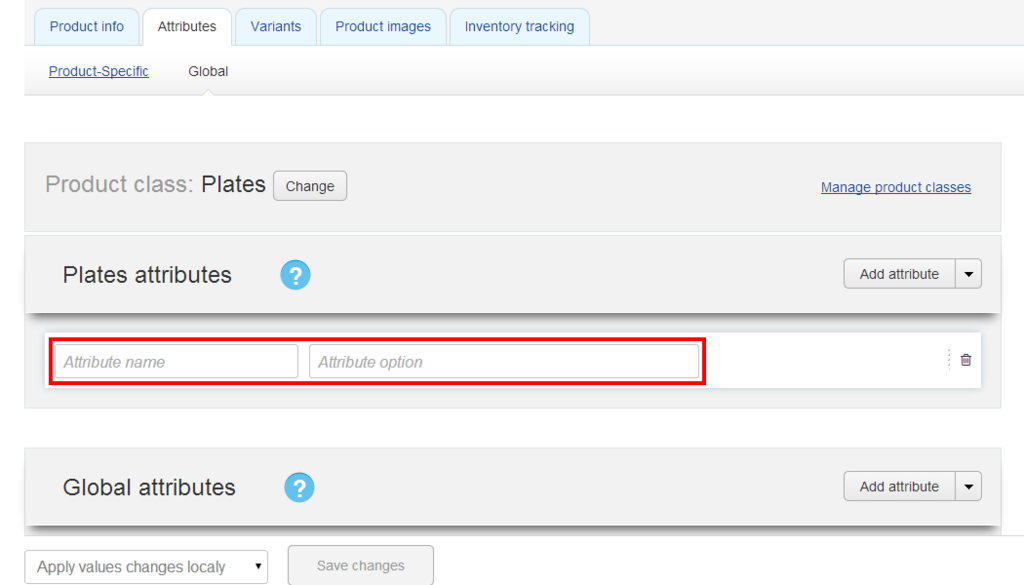 Product info Attributes Variants Product images Inventory tracking
Product-Specific Global
Product class: Plates Change Manage product classes
Plates attributes ? Add attribute
Attribute name Attribute option
Global attributes ? Add attribute
Apply values changes localy Save changes